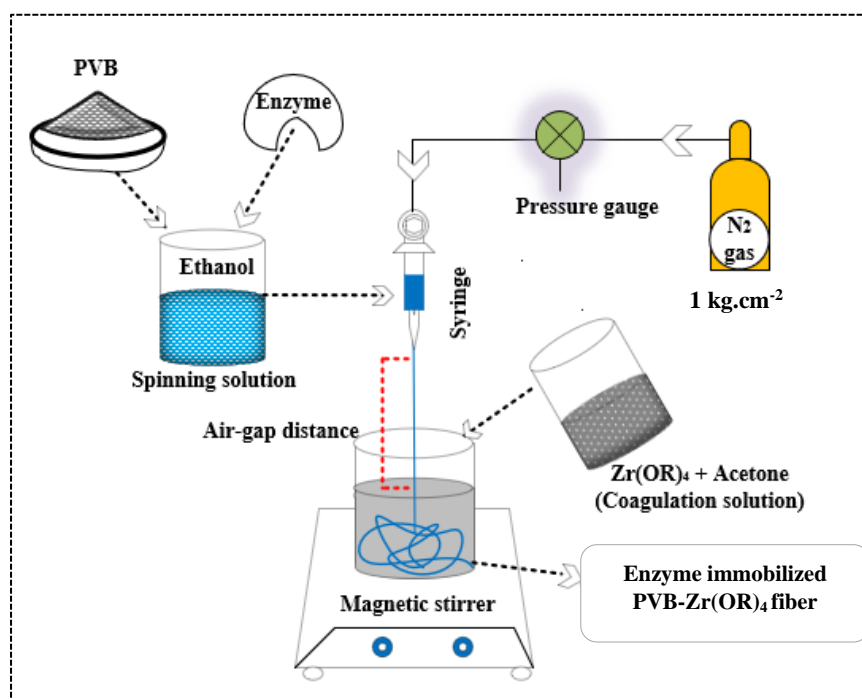 PVB
Enzyme
Ethanol
Spinning solution
Syringe
Pressure gauge
N₂
gas
1 kg.cm⁻²
Air-gap distance
Zr(OR)₄ + Acetone
(Coagulation solution)
Magnetic stirrer
Enzyme immobilized
PVB-Zr(OR)₄ fiber